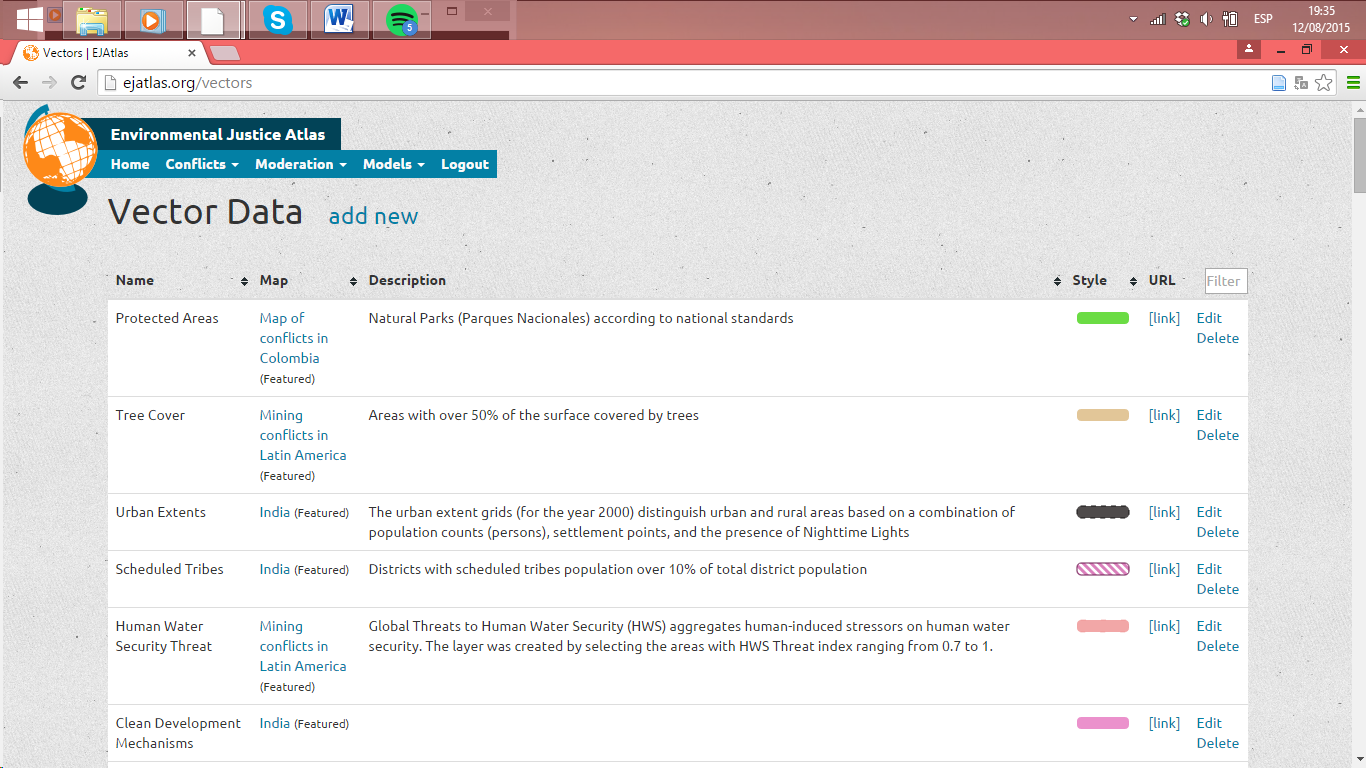 5
ESP
19:35
12/08/2015
Vectors | EJAtlas
ejatlas.org/vectors
Environmental Justice Atlas
Home Conflicts Moderation Models Logout
Vector Data add new
Name Map Description Style URL Filter
Protected Areas
Map of
conflicts in
Colombia
(Featured)
Natural Parks (Parques Nacionales) according to national standards
[link]
Edit
Delete
Tree Cover
Mining
conflicts in
Latin America
(Featured)
Areas with over 50% of the surface covered by trees
[link]
Edit
Delete
Urban Extents
India (Featured)
The urban extent grids (for the year 2000) distinguish urban and rural areas based on a combination of
population counts (persons), settlement points, and the presence of Nighttime Lights
[link]
Edit
Delete
Scheduled Tribes
India (Featured)
Districts with scheduled tribes population over 10% of total district population
[link]
Edit
Delete
Human Water
Security Threat
Mining
conflicts in
Latin America
(Featured)
Global Threats to Human Water Security (HWS) aggregates human-induced stressors on human water
security. The layer was created by selecting the areas with HWS Threat index ranging from 0.7 to 1.
[link]
Edit
Delete
Clean Development
Mechanisms
India (Featured)
[link]
Edit
Delete